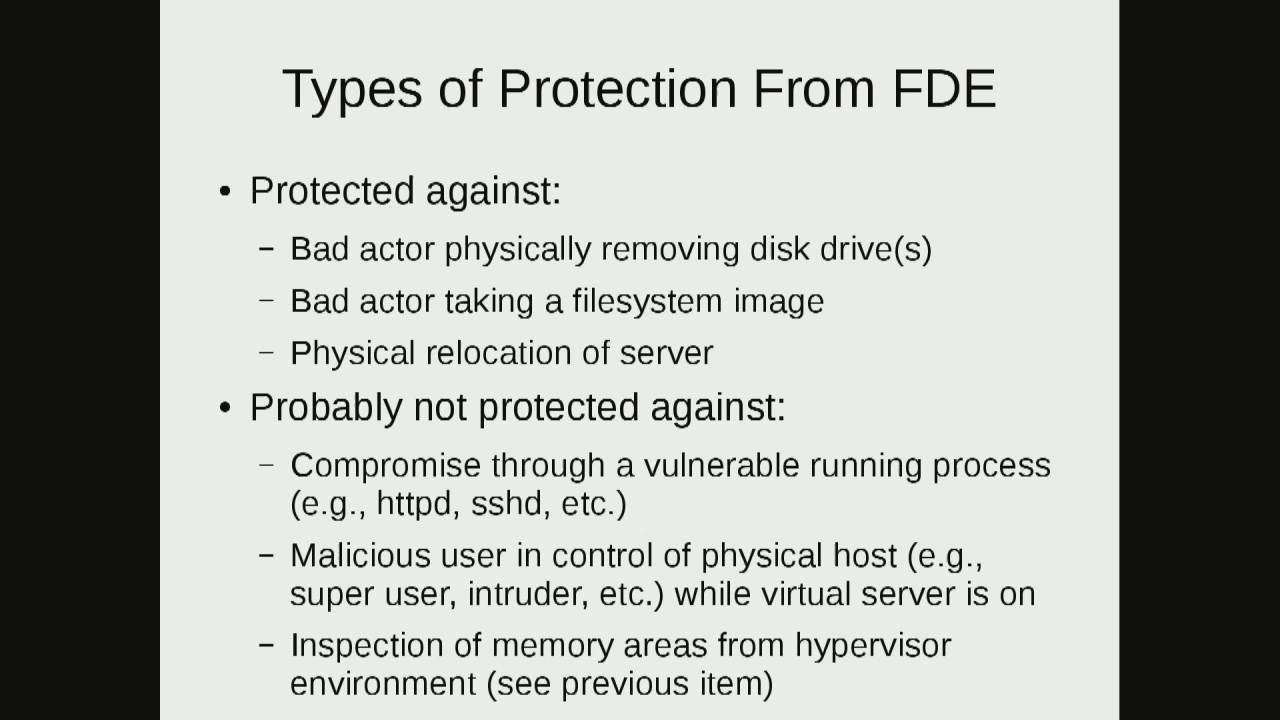 Types of Protection From FDE
• Protected against:
– Bad actor physically removing disk drive(s)
– Bad actor taking a filesystem image
– Physical relocation of server
• Probably not protected against:
– Compromise through a vulnerable running process
(e.g., httpd, sshd, etc.)
– Malicious user in control of physical host (e.g.,
super user, intruder, etc.) while virtual server is on
– Inspection of memory areas from hypervisor
environment (see previous item)